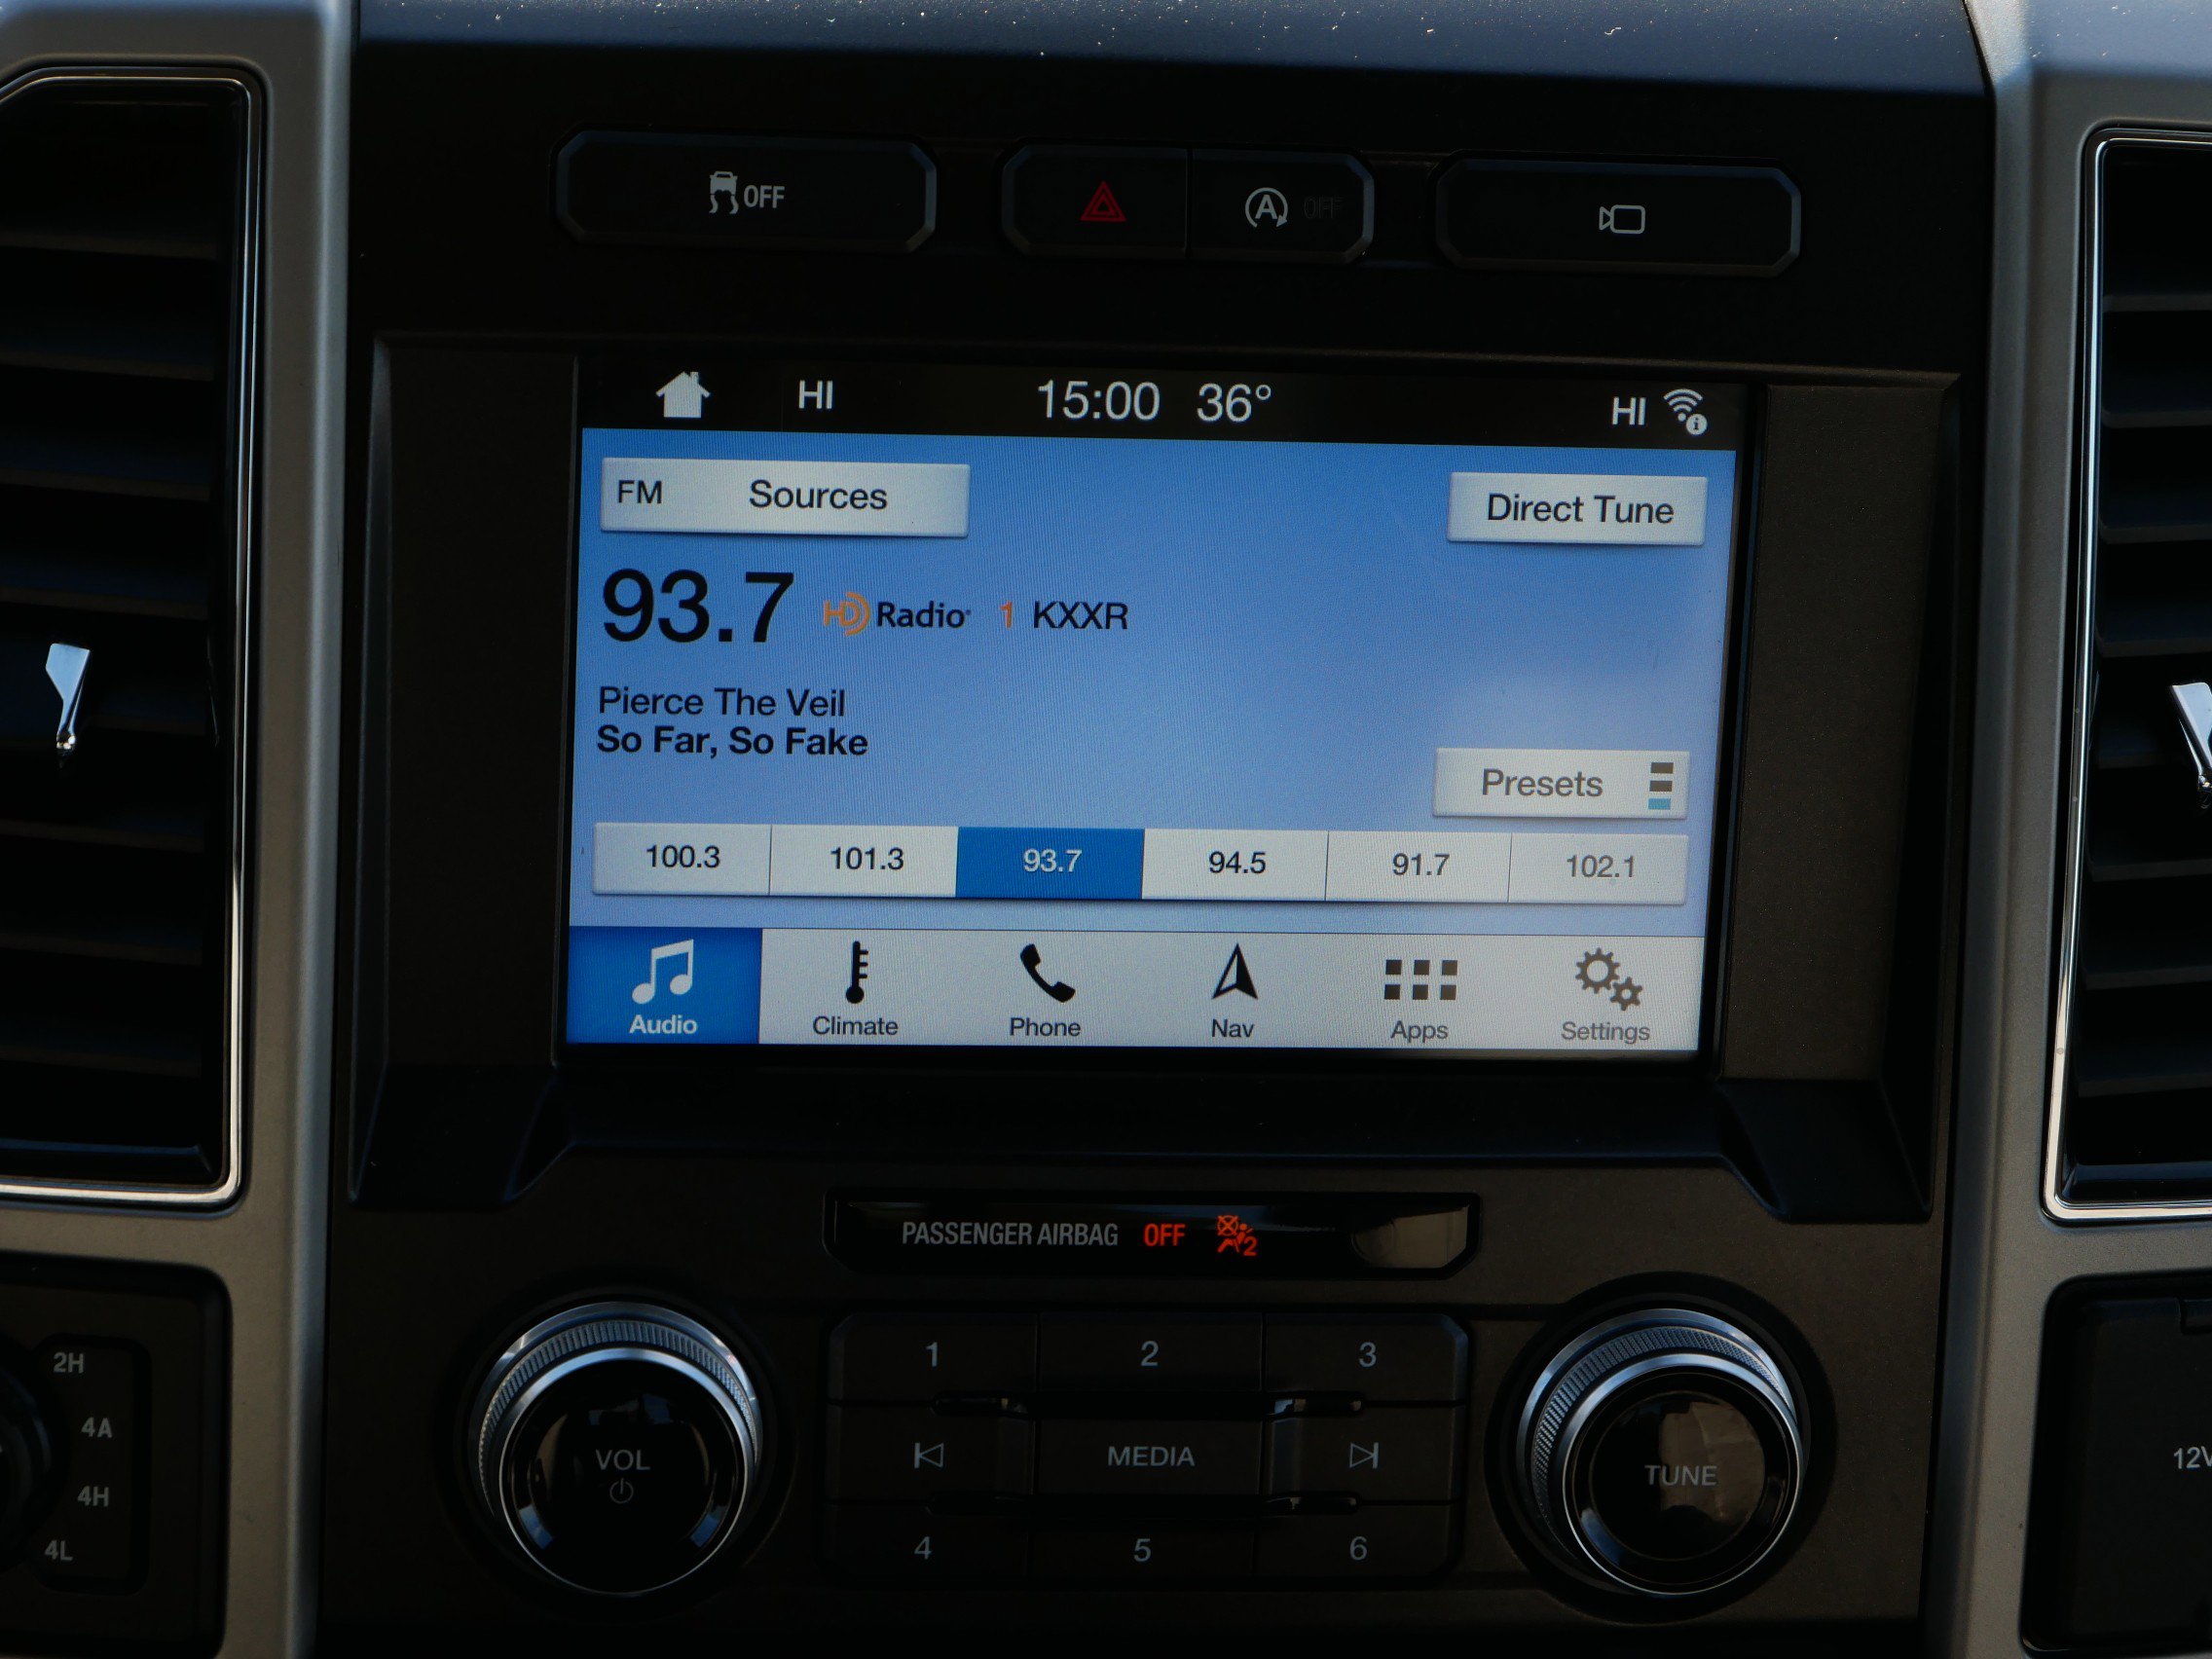 OFF
A OFF
HI 15:00 36° HI
FM Sources
Direct Tune
93.7 HD Radio 1 KXXR
Pierce The Veil
So Far, So Fake
Presets
100.3 101.3 93.7 94.5 91.7 102.1
Audio Climate Phone Nav Apps Settings
PASSENGER AIRBAG OFF 2
1 2 3
VOL MEDIA TUNE
4 5 6
2H
4A
4H
4L
12V